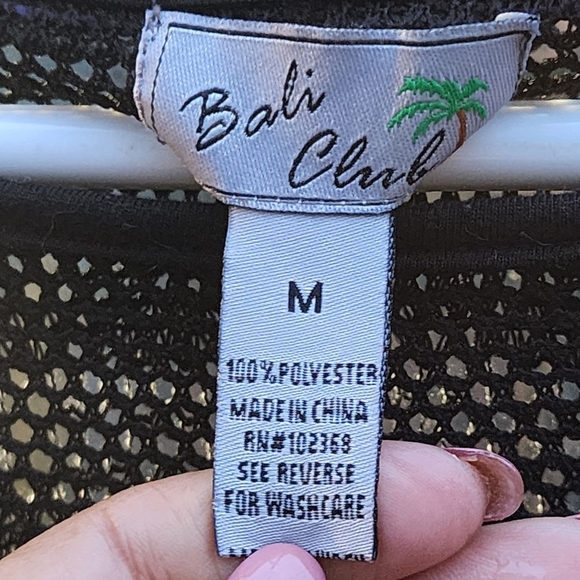 Bali
Club
M
100% POLYESTER
MADE IN CHINA
RN#102368
SEE REVERSE
FOR WASHCARE